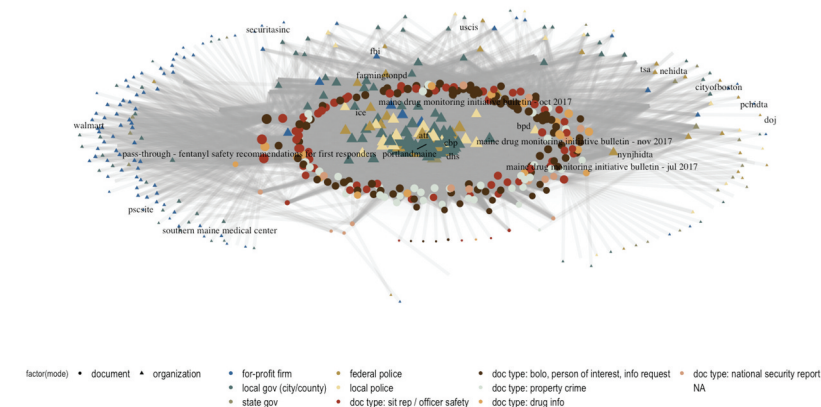 securitasinc
uscis
fbi
farmingtonpd
tsa
nehidta
cityofboston
maine drug monitoring initiative bulletin - oct 2017
pchidta
ice
doj
walmart
bpd
atf
cbp
maine drug monitoring initiative bulletin - nov 2017
pass-through - fentanyl safety recommendations for first responders
portlandmaine
dhs
nynjhidta
maine drug monitoring initiative bulletin - jul 2017
pscsite
southern maine medical center
factor(mode) document organization for-profit firm federal police doc type: bolo, person of interest, info request doc type: national security report
local gov (city/county) local police doc type: property crime NA
state gov doc type: sit rep / officer safety doc type: drug info